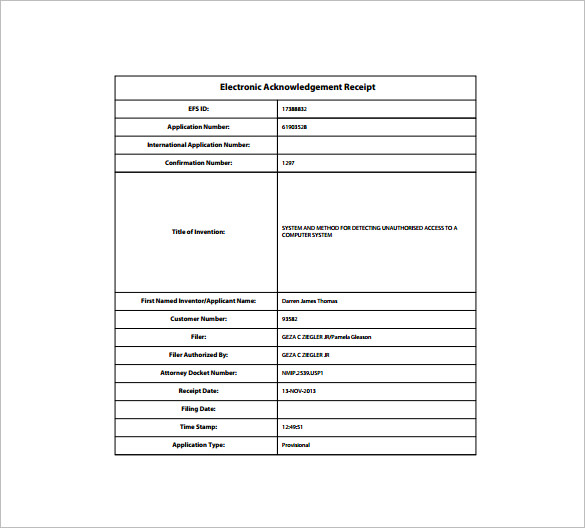 Electronic Acknowledgement Receipt
EFS ID: 17388832
Application Number: 61903528
International Application Number:
Confirmation Number: 1297
Title of Invention: SYSTEM AND METHOD FOR DETECTING UNAUTHORISED ACCESS TO A
COMPUTER SYSTEM
First Named Inventor/Applicant Name: Darren James Thomas
Customer Number: 93582
Filer: GEZA C ZIEGLER JR/Pamela Gleason
Filer Authorized By: GEZA C ZIEGLER JR
Attorney Docket Number: NMIP.2539.USP1
Receipt Date: 13-NOV-2013
Filing Date:
Time Stamp: 12:49:51
Application Type: Provisional